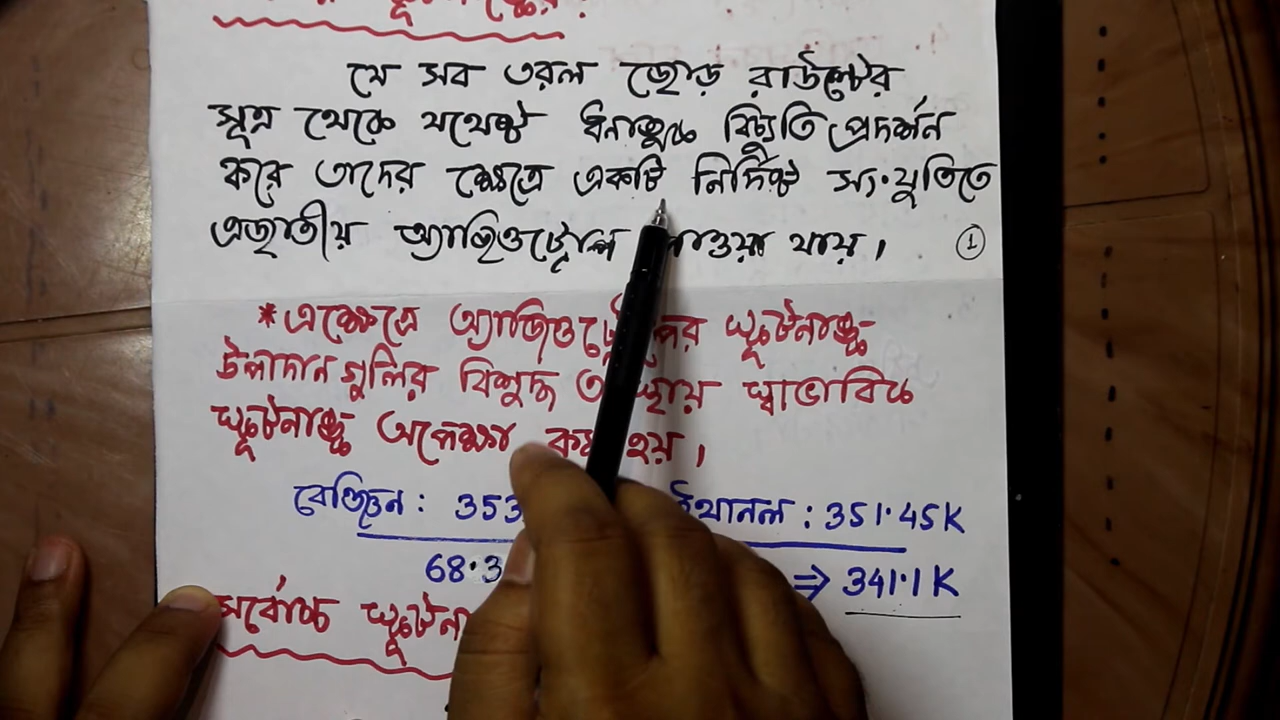 যে সব তরল জোড় রাউল্টের
সূত্র থেকে যথেষ্ট ধনাত্মক বিচ্যুতি প্রদর্শন
করে তাদের ক্ষেত্রে একটি নির্দিষ্ট সংযুতিতে
এজাতীয় অ্যাজিওট্রোপ পাওয়া যায়। ①
*এক্ষেত্রে অ্যাজিওট্রোপের স্ফূটনাঙ্ক
উপাদানগুলির বিশুদ্ধ অবস্থায় স্বাভাবিক
স্ফূটনাঙ্ক অপেক্ষা কম হয়।
বেঞ্জিন : 353 ইথানল : 351.45K
68.3 ⇒ 341.1K
সর্বোচ্চ